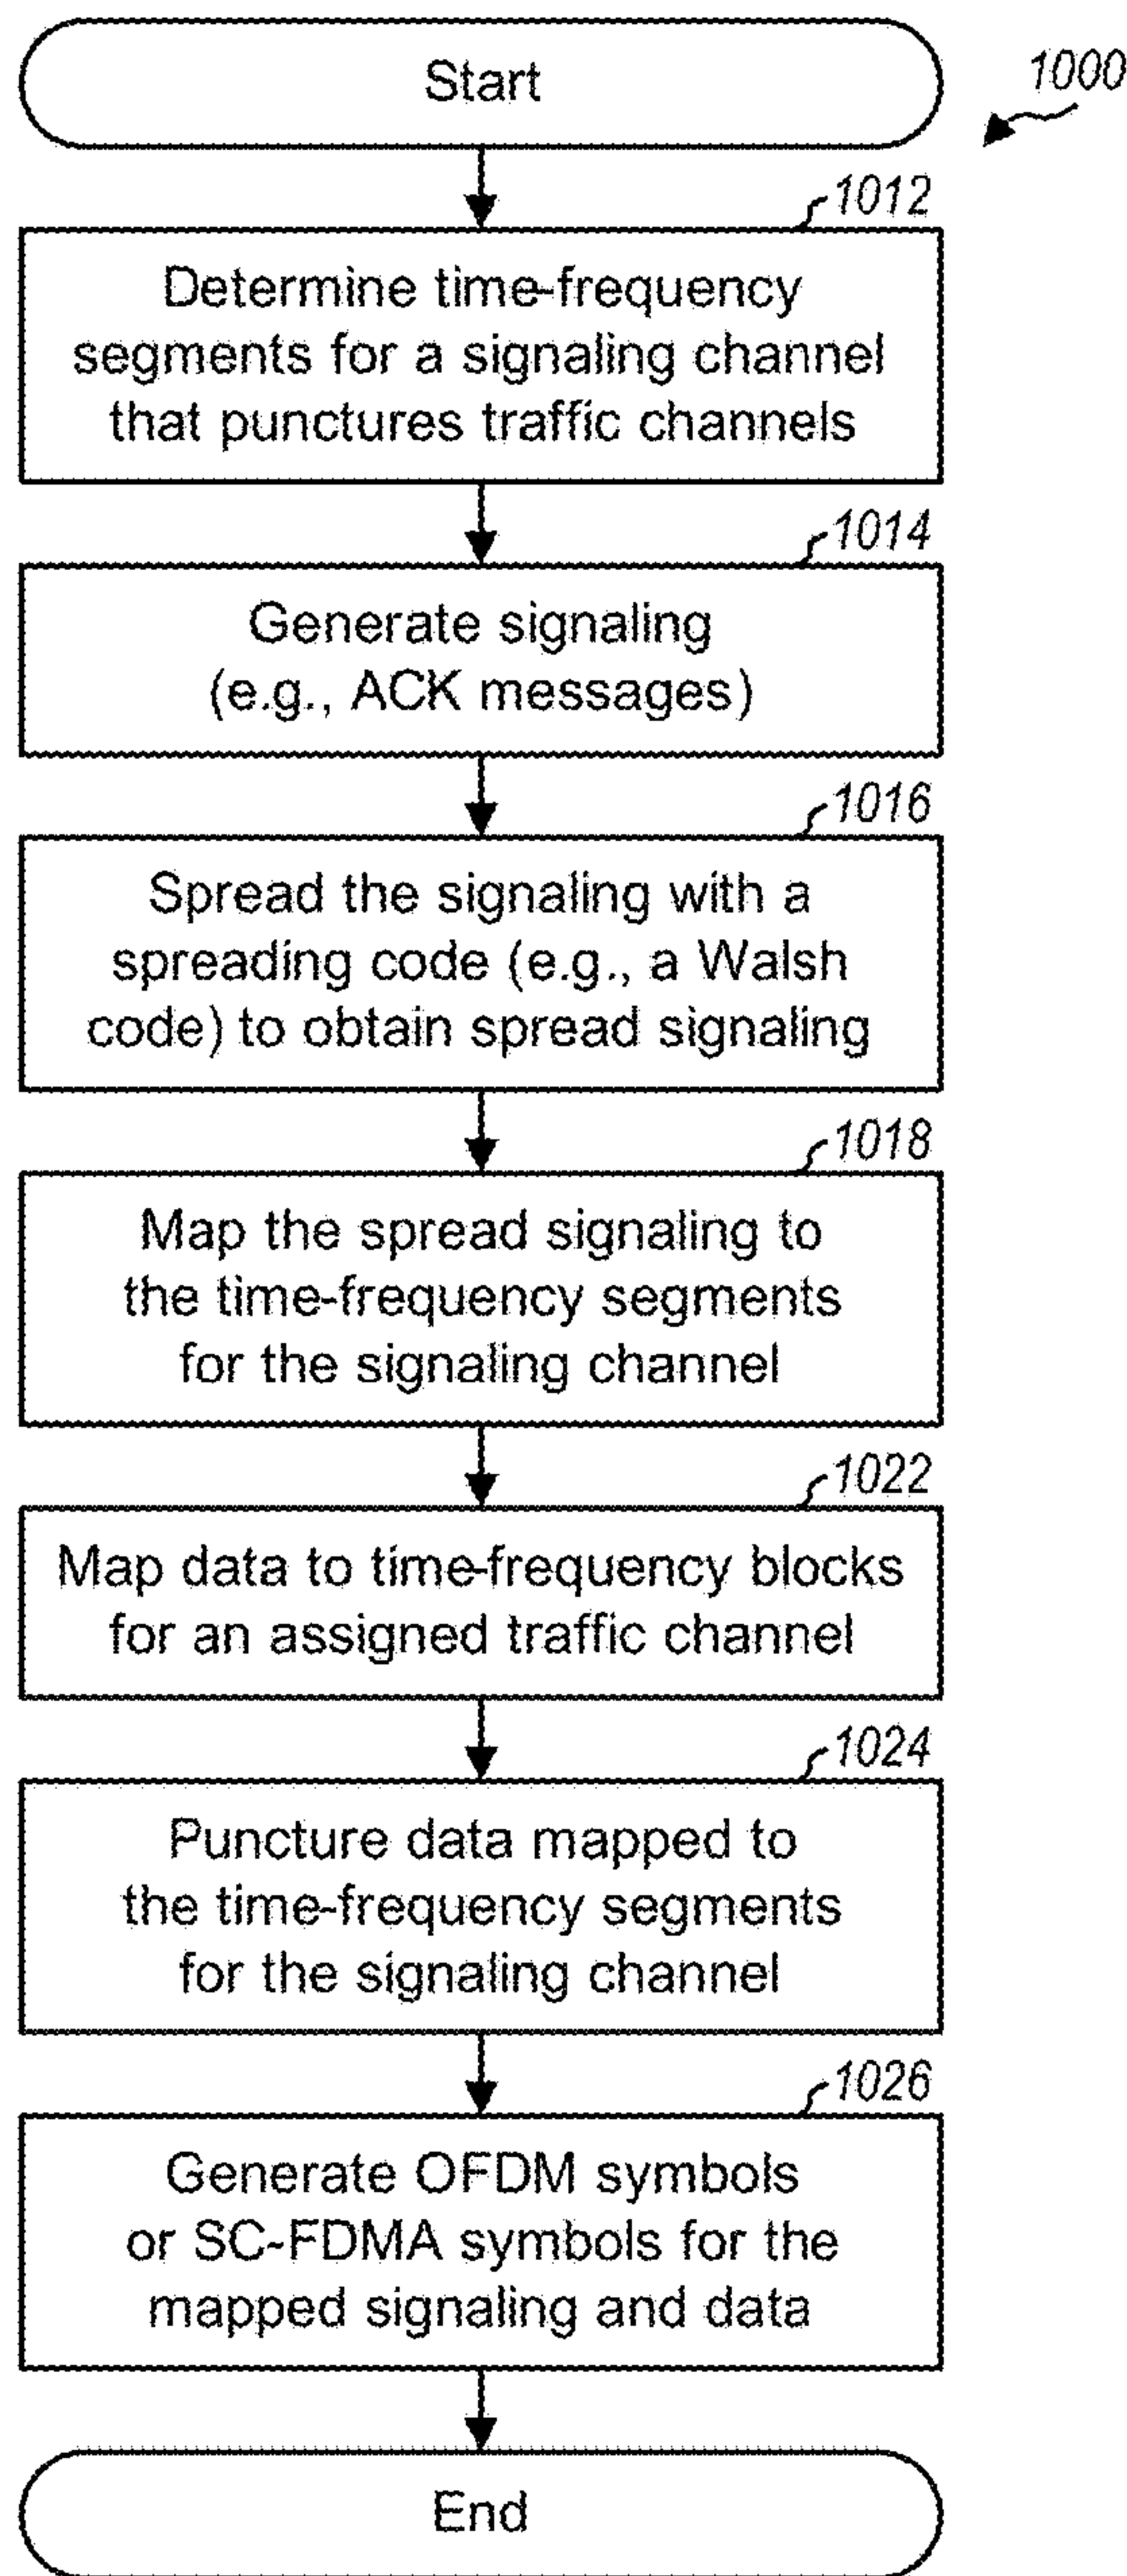 Start
1000
1012
Determine time-frequency
segments for a signaling channel
that punctures traffic channels
1014
Generate signaling
(e.g., ACK messages)
1016
Spread the signaling with a
spreading code (e.g., a Walsh
code) to obtain spread signaling
1018
Map the spread signaling to
the time-frequency segments
for the signaling channel
1022
Map data to time-frequency blocks
for an assigned traffic channel
1024
Puncture data mapped to
the time-frequency segments
for the signaling channel
1026
Generate OFDM symbols
or SC-FDMA symbols for the
mapped signaling and data
End